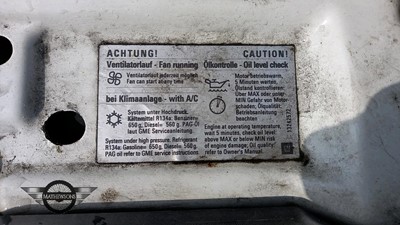 ACHTUNG! CAUTION!
Ventilatorlauf - Fan running
Ventilatorlauf jederzeit möglich
Fan can start at any time
bei Klimaanlage - with A/C
System unter Hochdruck.
Kältemittel R134a: Benziner=
650g, Diesel= 560g. PAG Öl
laut GME Serviceanleitung.
System under high pressure. Refrigerant
R134a: Gasoline= 650g, Diesel= 560g.
PAG oil refer to GME service instructions
Ölkontrolle - Oil level check
Motor Betriebswarm,
5 Minuten warten,
Ölstand kontrollieren:
Über MAX oder unter
MIN Gefahr von Motor-
schaden, Ölqualität:
Betriebsanleitung
beachten
Engine at operating temperature,
wait 5 minutes, check oil level:
above MAX or below MIN risk
of engine damage, Oil quality:
refer to Owner's Manual.
MATHEWSONS